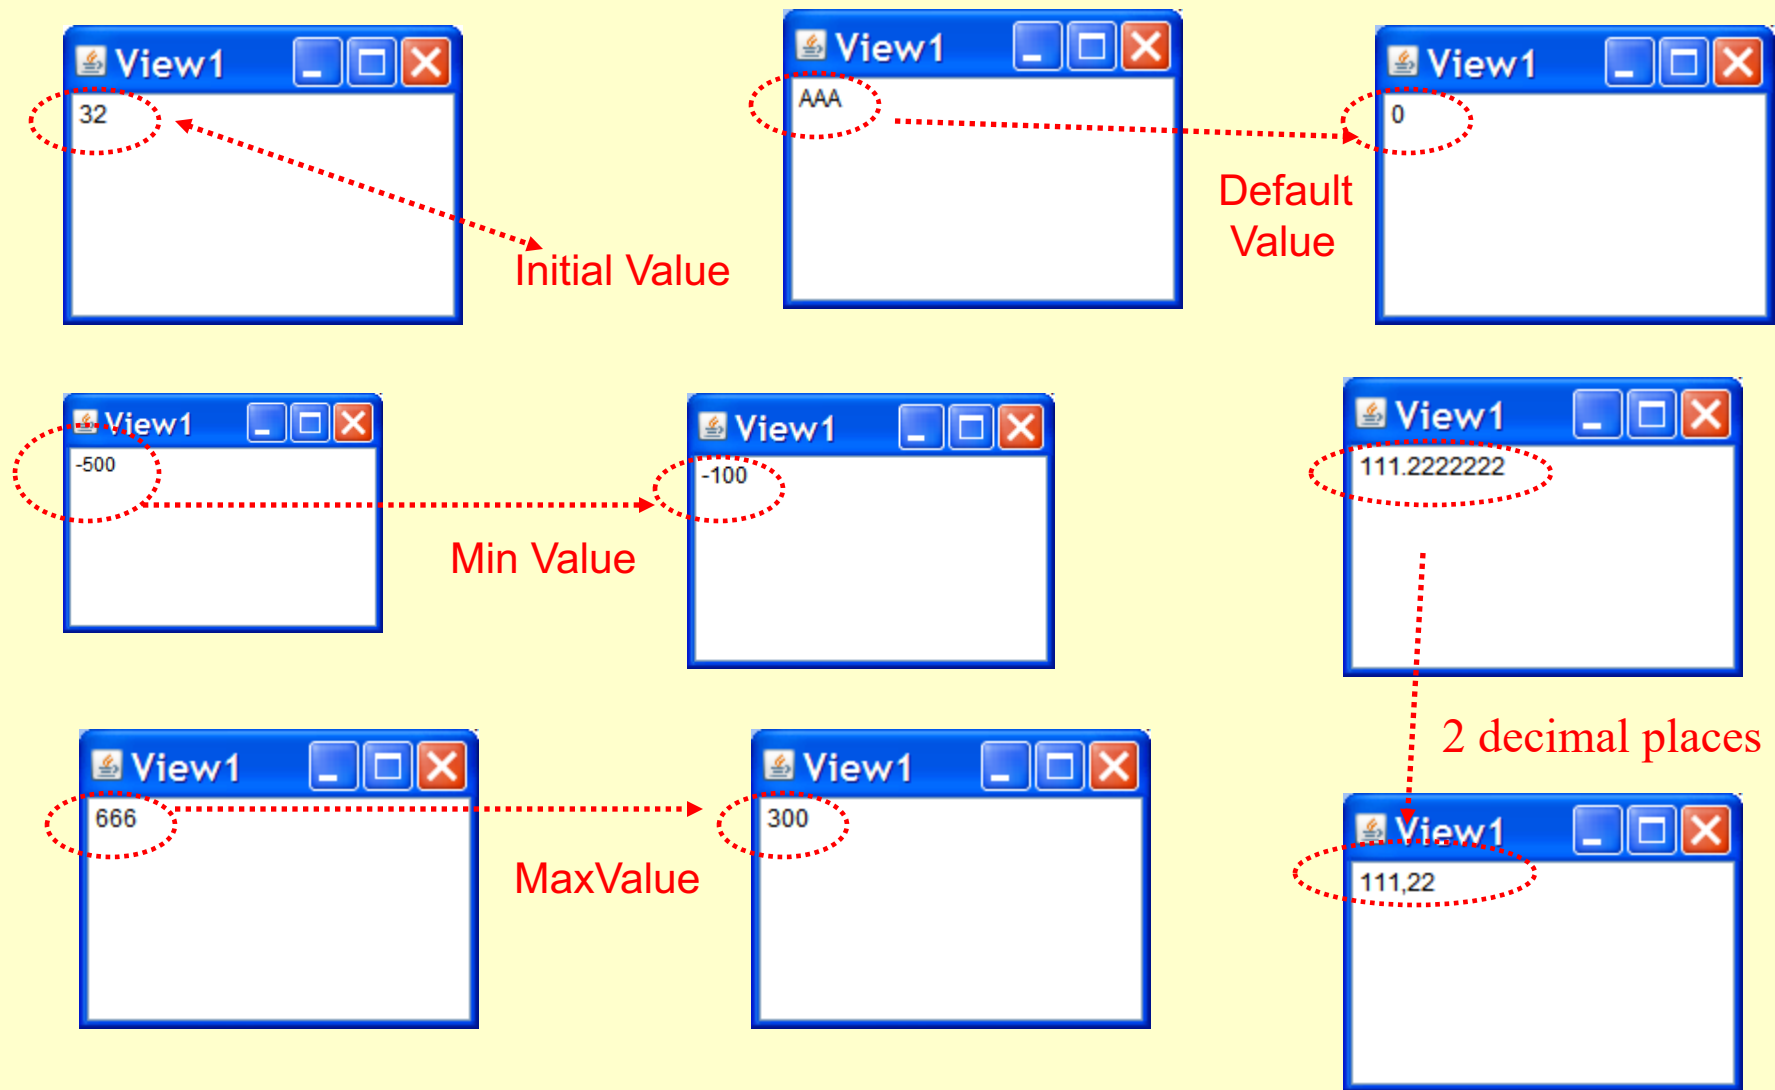 View1
32
Initial Value
View1
AAA
Default
Value
View1
0
View1
-500
Min Value
View1
-100
View1
111.2222222
2 decimal places
View1
111,22
View1
666
MaxValue
View1
300